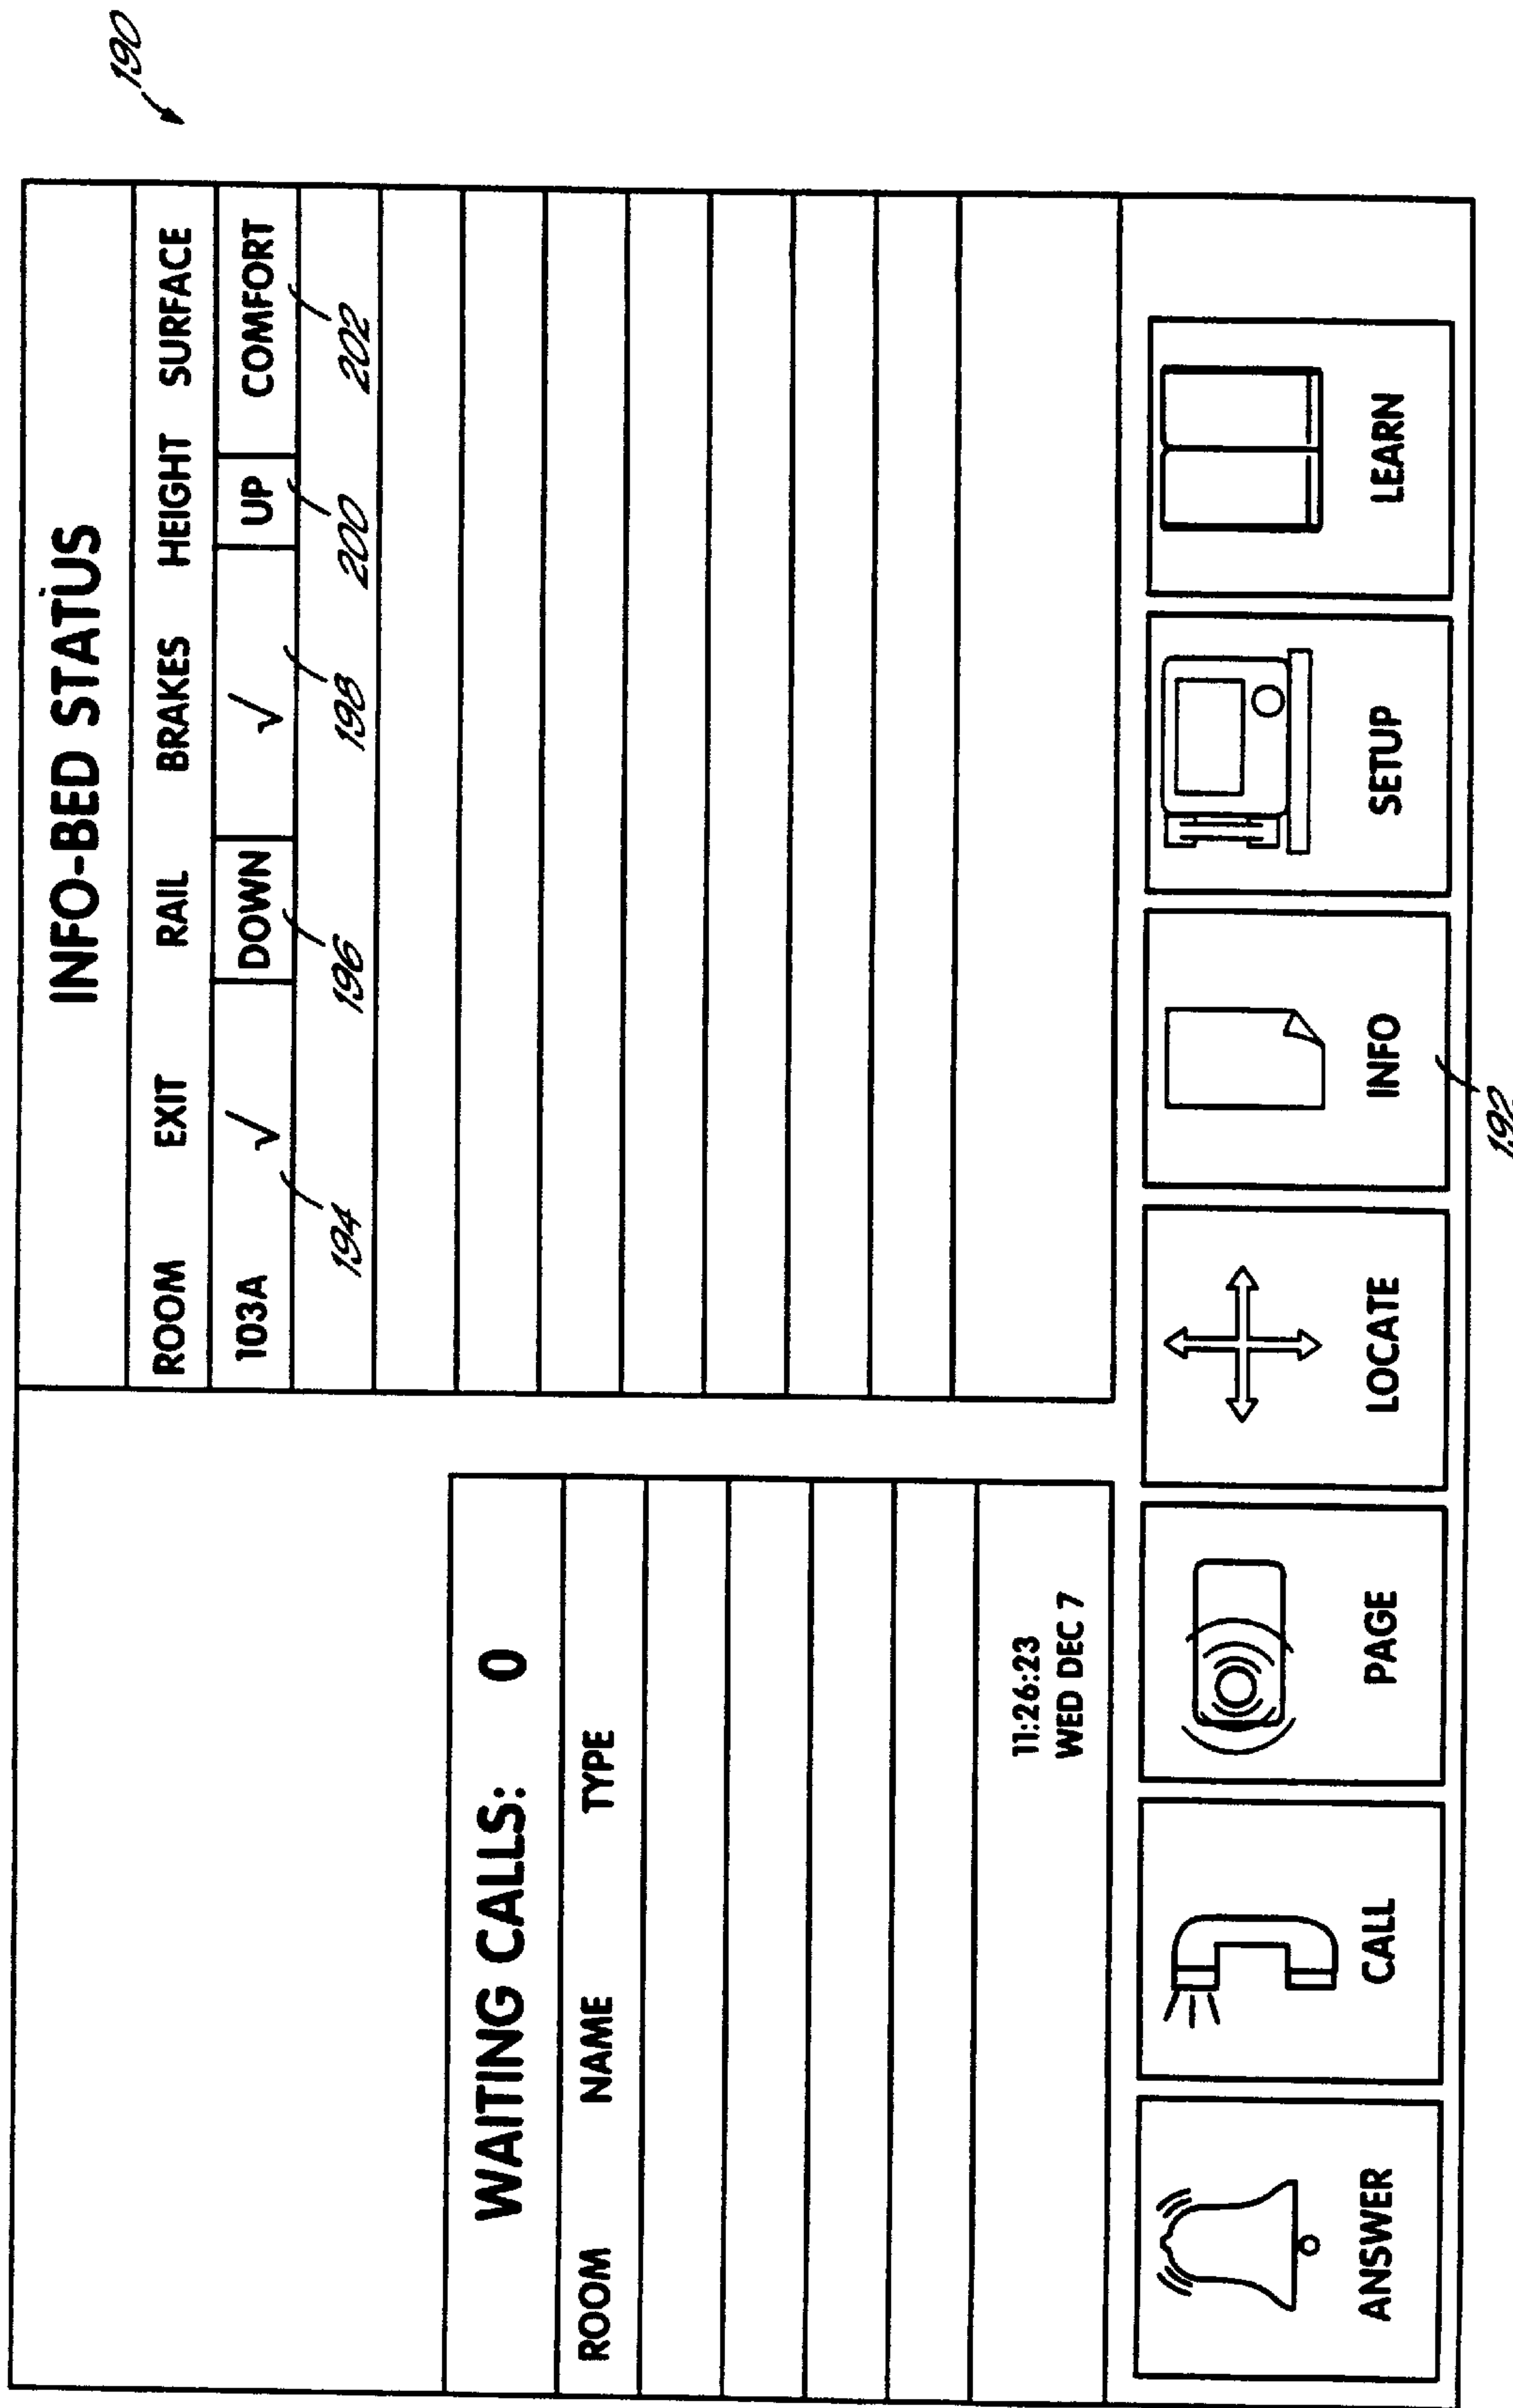 190
INFO-BED STATUS
ROOM EXIT RAIL BRAKES HEIGHT SURFACE
103A √ DOWN √ UP COMFORT
194 196 198 200 202
WAITING CALLS: 0
ROOM NAME TYPE
11:26:23
WED DEC 7
ANSWER CALL PAGE LOCATE INFO SETUP LEARN
192